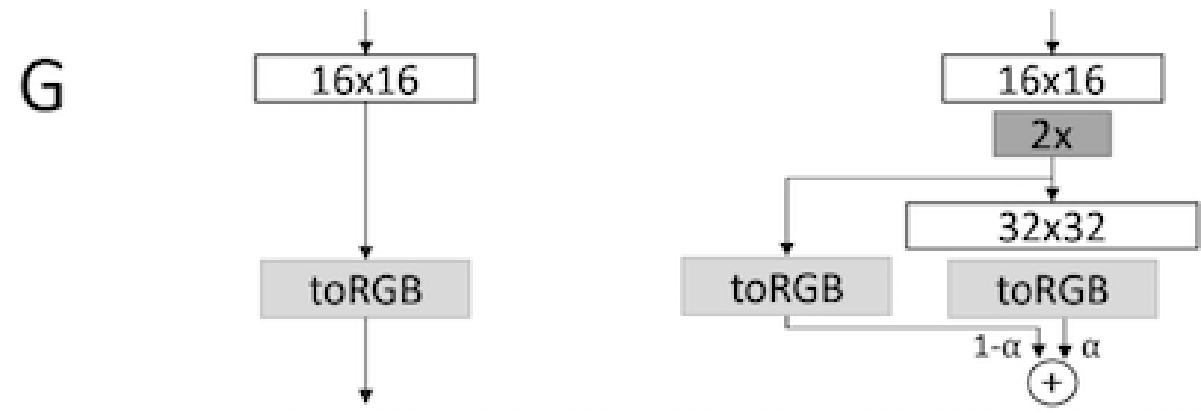 G
16x16
toRGB
16x16
2x
32x32
toRGB
toRGB
1-α
α
+